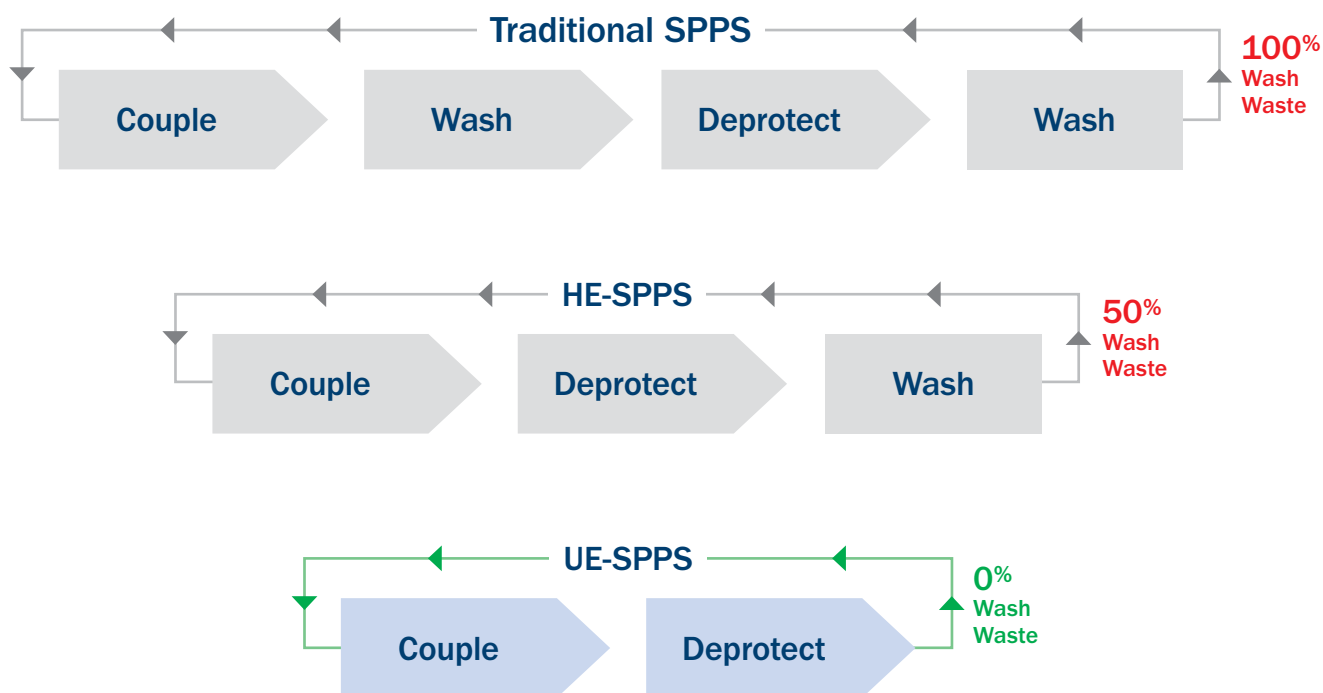 Traditional SPPS
100%
Wash
Waste
Couple
Wash
Deprotect
Wash
HE-SPPS
50%
Wash
Waste
Couple
Deprotect
Wash
UE-SPPS
0%
Wash
Waste
Couple
Deprotect